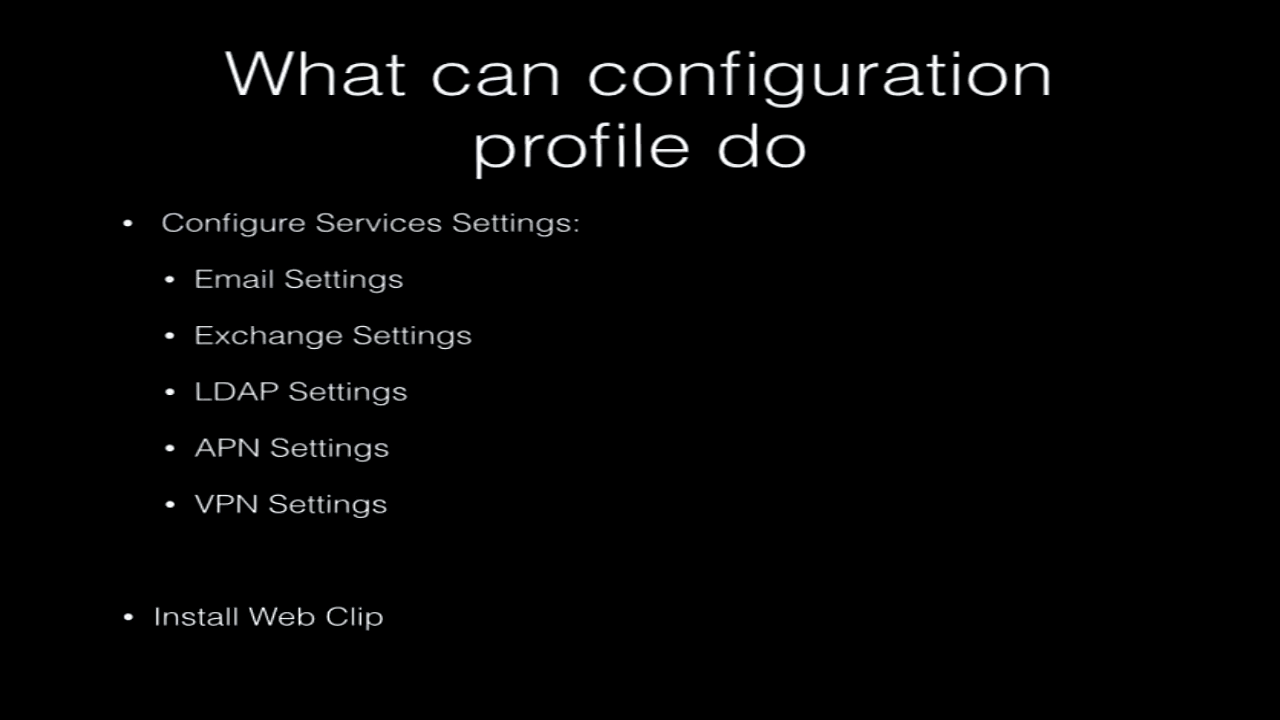 What can configuration
profile do
• Configure Services Settings:
• Email Settings
• Exchange Settings
• LDAP Settings
• APN Settings
• VPN Settings
• Install Web Clip